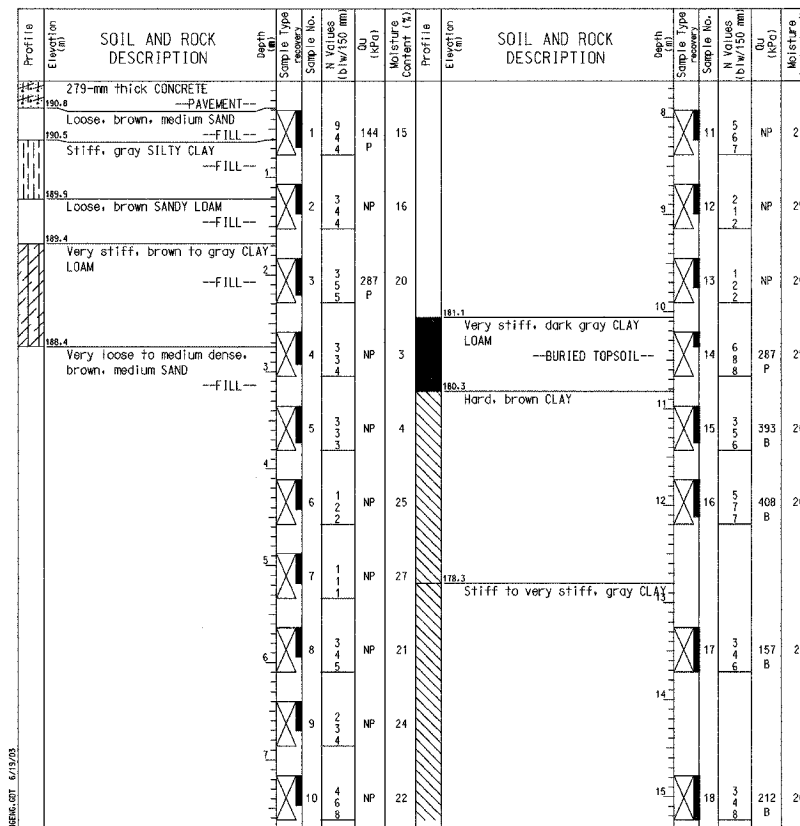 Profile
Elevation (m)
SOIL AND ROCK
DESCRIPTION
Depth (m)
Sample Type
recovery
Sample No.
N Values
(blw/150 mm)
Qu
(kPa)
Moisture
Content (%)
279-mm thick CONCRETE
190.8 ---PAVEMENT---
Loose, brown, medium SAND
190.5 ---FILL---
Stiff, gray SILTY CLAY
---FILL---
189.9
Loose, brown SANDY LOAM
---FILL---
189.4
Very stiff, brown to gray CLAY
LOAM
---FILL---
188.4
Very loose to medium dense,
brown, medium SAND
---FILL---
1
2
3
4
5
6
7
1 9 4 4 144 P 15
2 3 4 4 NP 16
3 3 5 5 287 P 20
4 3 3 4 NP 3
5 3 3 3 NP 4
6 1 2 2 NP 25
7 1 1 1 NP 27
8 3 4 5 NP 21
9 2 3 4 NP 24
10 4 6 8 NP 22
Profile
Elevation (m)
SOIL AND ROCK
DESCRIPTION
Depth (m)
Sample Type
recovery
Sample No.
N Values
(blw/150 mm)
Qu
(kPa)
Moisture
181.1
Very stiff, dark gray CLAY
LOAM
---BURIED TOPSOIL---
180.3
Hard, brown CLAY
178.3
Stiff to very stiff, gray CLAY
8
9
10
11
12
13
14
15
11 5 6 7 NP 2
12 2 1 2 NP
13 1 2 2 NP
14 6 8 8 287 P
15 3 5 6 393 B
16 5 7 7 408 B
17 3 4 6 157 B 2
18 3 4 8 212 B
GENG.GDT 6/19/03